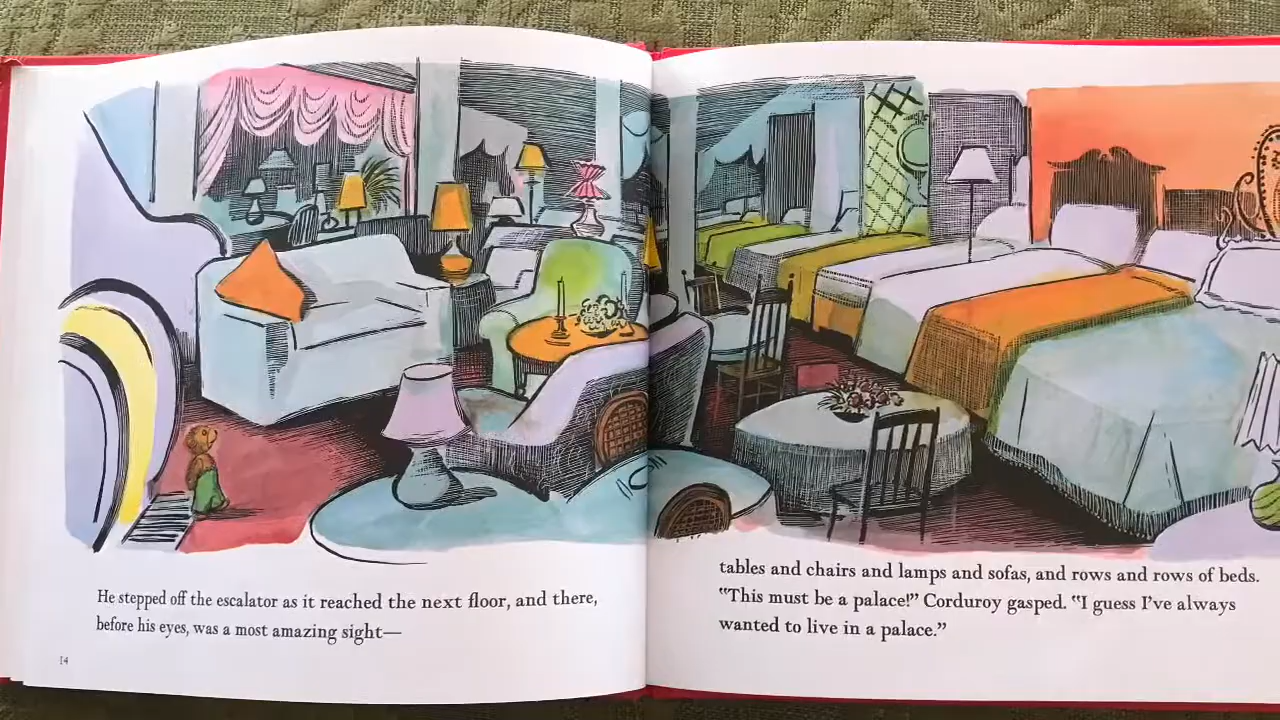 He stepped off the escalator as it reached the next floor, and there,
before his eyes, was a most amazing sight—
14
tables and chairs and lamps and sofas, and rows and rows of beds.
“This must be a palace!” Corduroy gasped. “I guess I’ve always
wanted to live in a palace.”